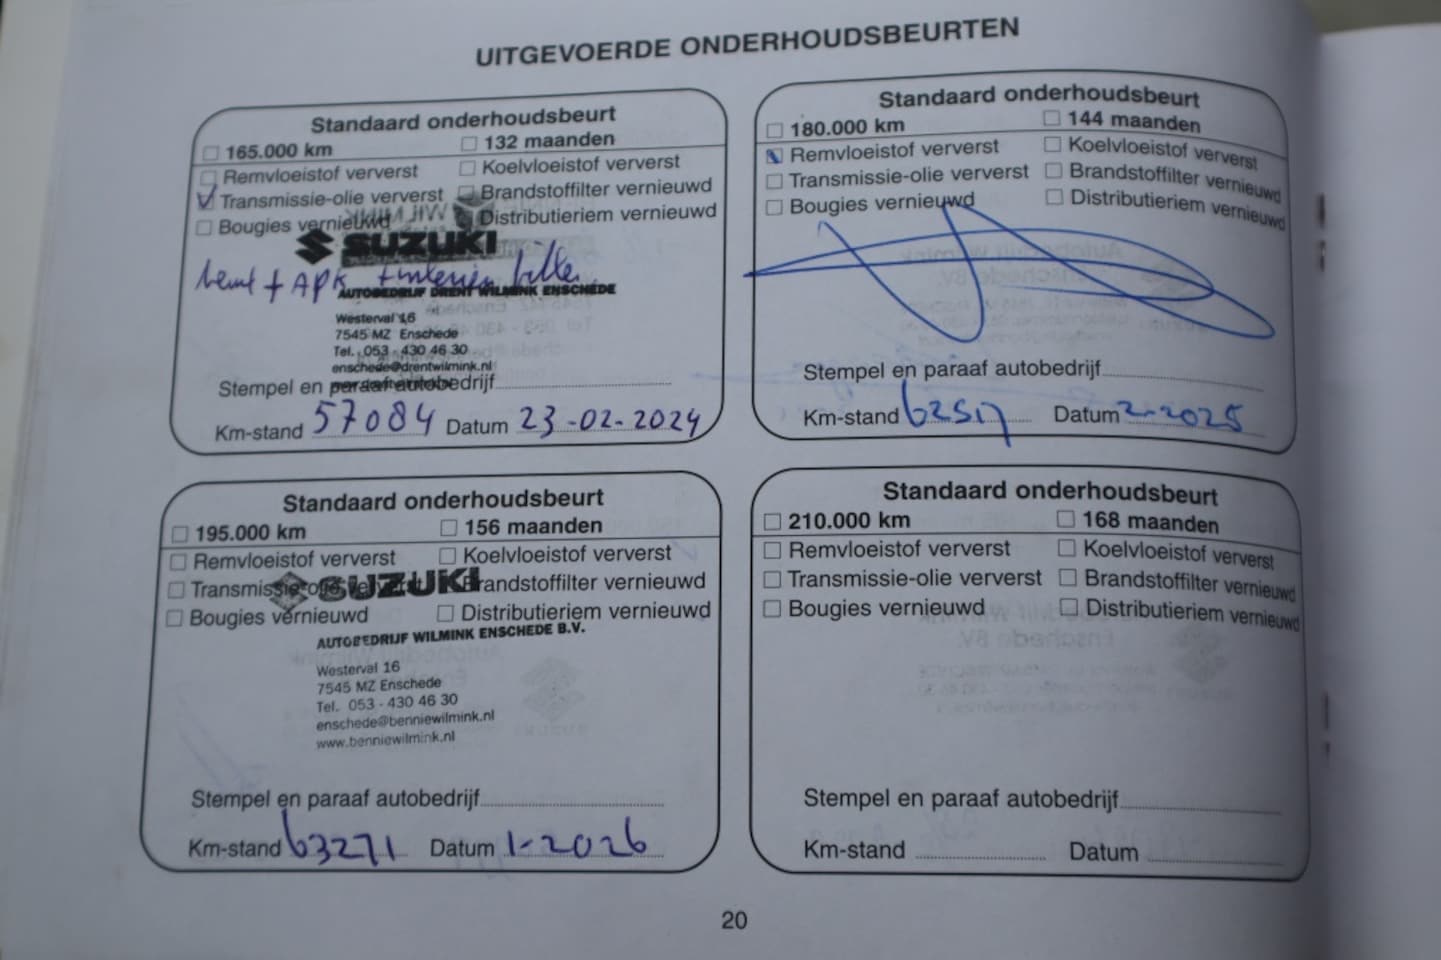 UITGEVOERDE ONDERHOUDSBEURTEN
Standaard onderhoudsbeurt
165.000 km 132 maanden
Remvloeistof ververst Koelvloeistof ververst
Transmissie-olie ververst Brandstoffilter vernieuwd
Bougies vernieuwd Distributieriem vernieuwd
SUZUKI
beurt + APK + interieur filter
AUTOBEDRIJF DRENT WILMINK ENSCHEDE
Westerval 16
7545 MZ Enschede
Tel. 053 - 430 46 30
enschede@drentwilmink.nl
Stempel en paraaf autobedrijf
Km-stand 57084 Datum 23-02-2024
Standaard onderhoudsbeurt
180.000 km 144 maanden
Remvloeistof ververst Koelvloeistof ververst
Transmissie-olie ververst Brandstoffilter vernieuwd
Bougies vernieuwd Distributieriem vernieuwd
Stempel en paraaf autobedrijf
Km-stand 62517 Datum 2-2025
Standaard onderhoudsbeurt
195.000 km 156 maanden
Remvloeistof ververst Koelvloeistof ververst
Transmissie-olie ververst Brandstoffilter vernieuwd
SUZUKI
Bougies vernieuwd Distributieriem vernieuwd
AUTOBEDRIJF WILMINK ENSCHEDE B.V.
Westerval 16
7545 MZ Enschede
Tel. 053 - 430 46 30
enschede@benniewilmink.nl
www.benniewilmink.nl
Stempel en paraaf autobedrijf
Km-stand 63271 Datum 1-2026
Standaard onderhoudsbeurt
210.000 km 168 maanden
Remvloeistof ververst Koelvloeistof ververst
Transmissie-olie ververst Brandstoffilter vernieuwd
Bougies vernieuwd Distributieriem vernieuwd
Stempel en paraaf autobedrijf
Km-stand Datum
20